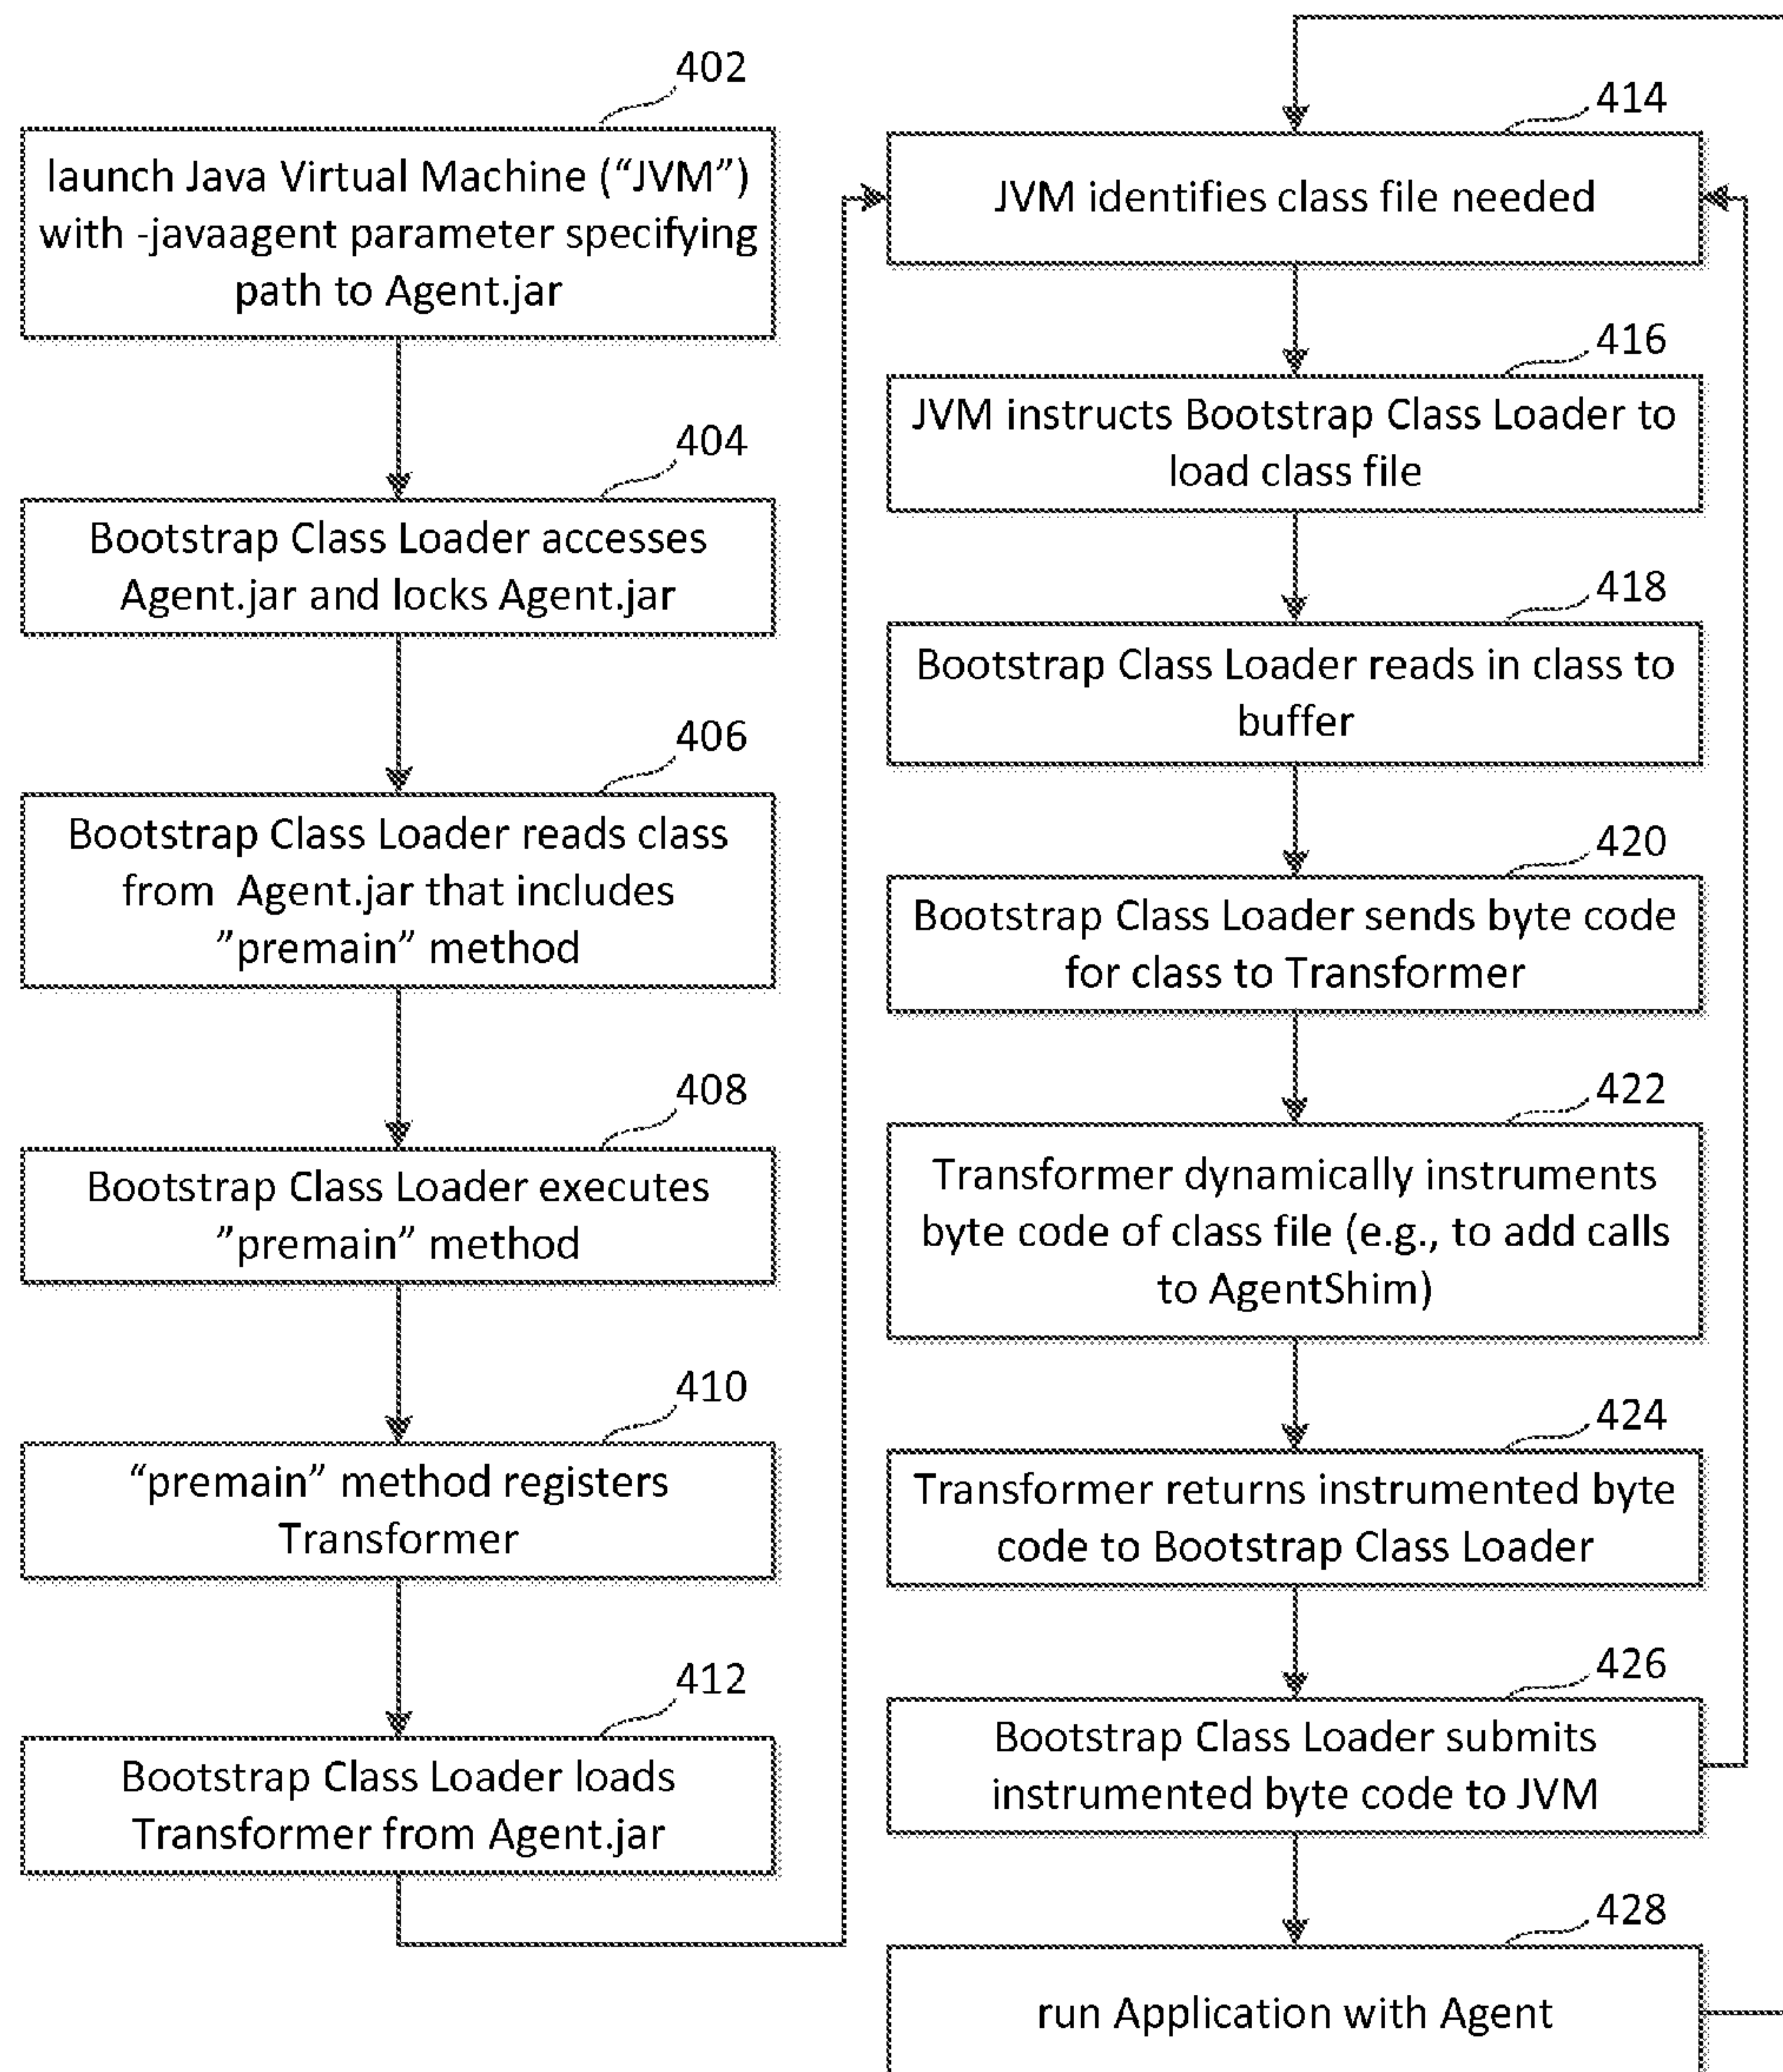 402
launch Java Virtual Machine (“JVM”)
with -javaagent parameter specifying
path to Agent.jar
404
Bootstrap Class Loader accesses
Agent.jar and locks Agent.jar
406
Bootstrap Class Loader reads class
from Agent.jar that includes
”premain” method
408
Bootstrap Class Loader executes
”premain” method
410
“premain” method registers
Transformer
412
Bootstrap Class Loader loads
Transformer from Agent.jar
414
JVM identifies class file needed
416
JVM instructs Bootstrap Class Loader to
load class file
418
Bootstrap Class Loader reads in class to
buffer
420
Bootstrap Class Loader sends byte code
for class to Transformer
422
Transformer dynamically instruments
byte code of class file (e.g., to add calls
to AgentShim)
424
Transformer returns instrumented byte
code to Bootstrap Class Loader
426
Bootstrap Class Loader submits
instrumented byte code to JVM
428
run Application with Agent